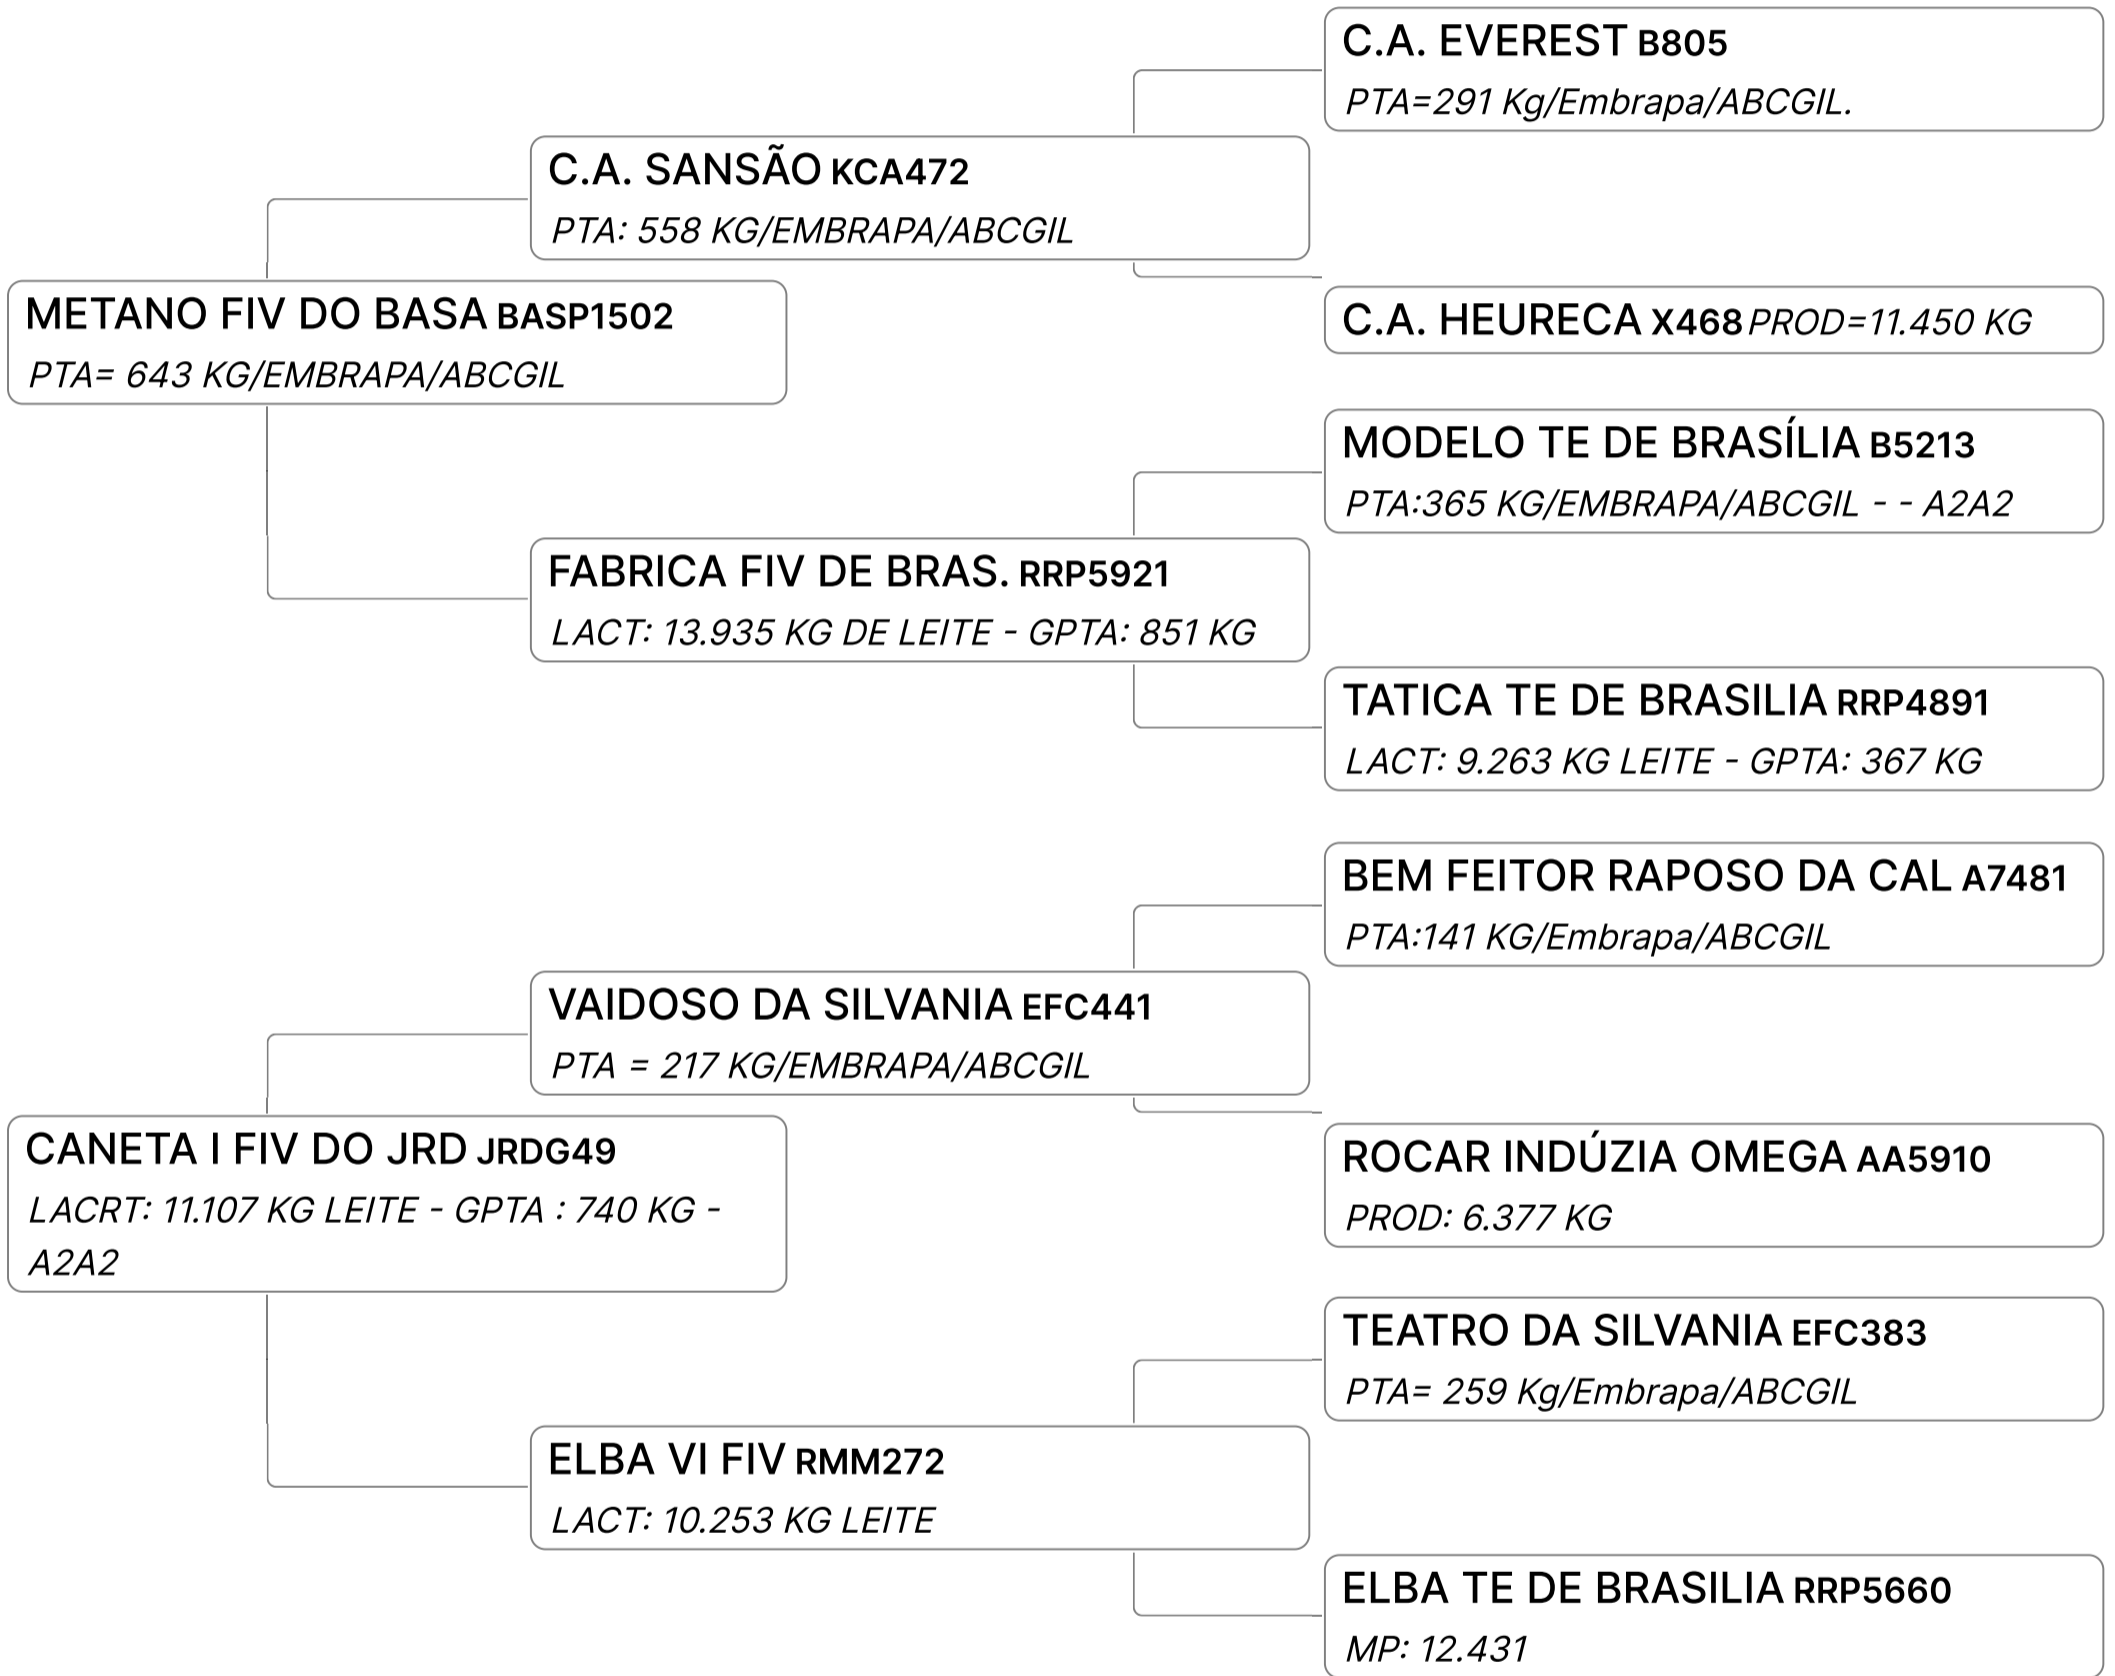 C.A. EVEREST B805
PTA=291 Kg/Embrapa/ABCGIL.
C.A. SANSÃO KCA472
PTA: 558 KG/EMBRAPA/ABCGIL
C.A. HEURECA X468 PROD=11.450 KG
METANO FIV DO BASA BASP1502
PTA= 643 KG/EMBRAPA/ABCGIL
MODELO TE DE BRASÍLIA B5213
PTA:365 KG/EMBRAPA/ABCGIL - - A2A2
FABRICA FIV DE BRAS. RRP5921
LACT: 13.935 KG DE LEITE - GPTA: 851 KG
TATICA TE DE BRASILIA RRP4891
LACT: 9.263 KG LEITE - GPTA: 367 KG
BEM FEITOR RAPOSO DA CAL A7481
PTA:141 KG/Embrapa/ABCGIL
VAIDOSO DA SILVANIA EFC441
PTA = 217 KG/EMBRAPA/ABCGIL
ROCAR INDÚZIA OMEGA AA5910
PROD: 6.377 KG
CANETA I FIV DO JRD JRDG49
LACRT: 11.107 KG LEITE - GPTA : 740 KG -
A2A2
TEATRO DA SILVANIA EFC383
PTA= 259 Kg/Embrapa/ABCGIL
ELBA VI FIV RMM272
LACT: 10.253 KG LEITE
ELBA TE DE BRASILIA RRP5660
MP: 12.431